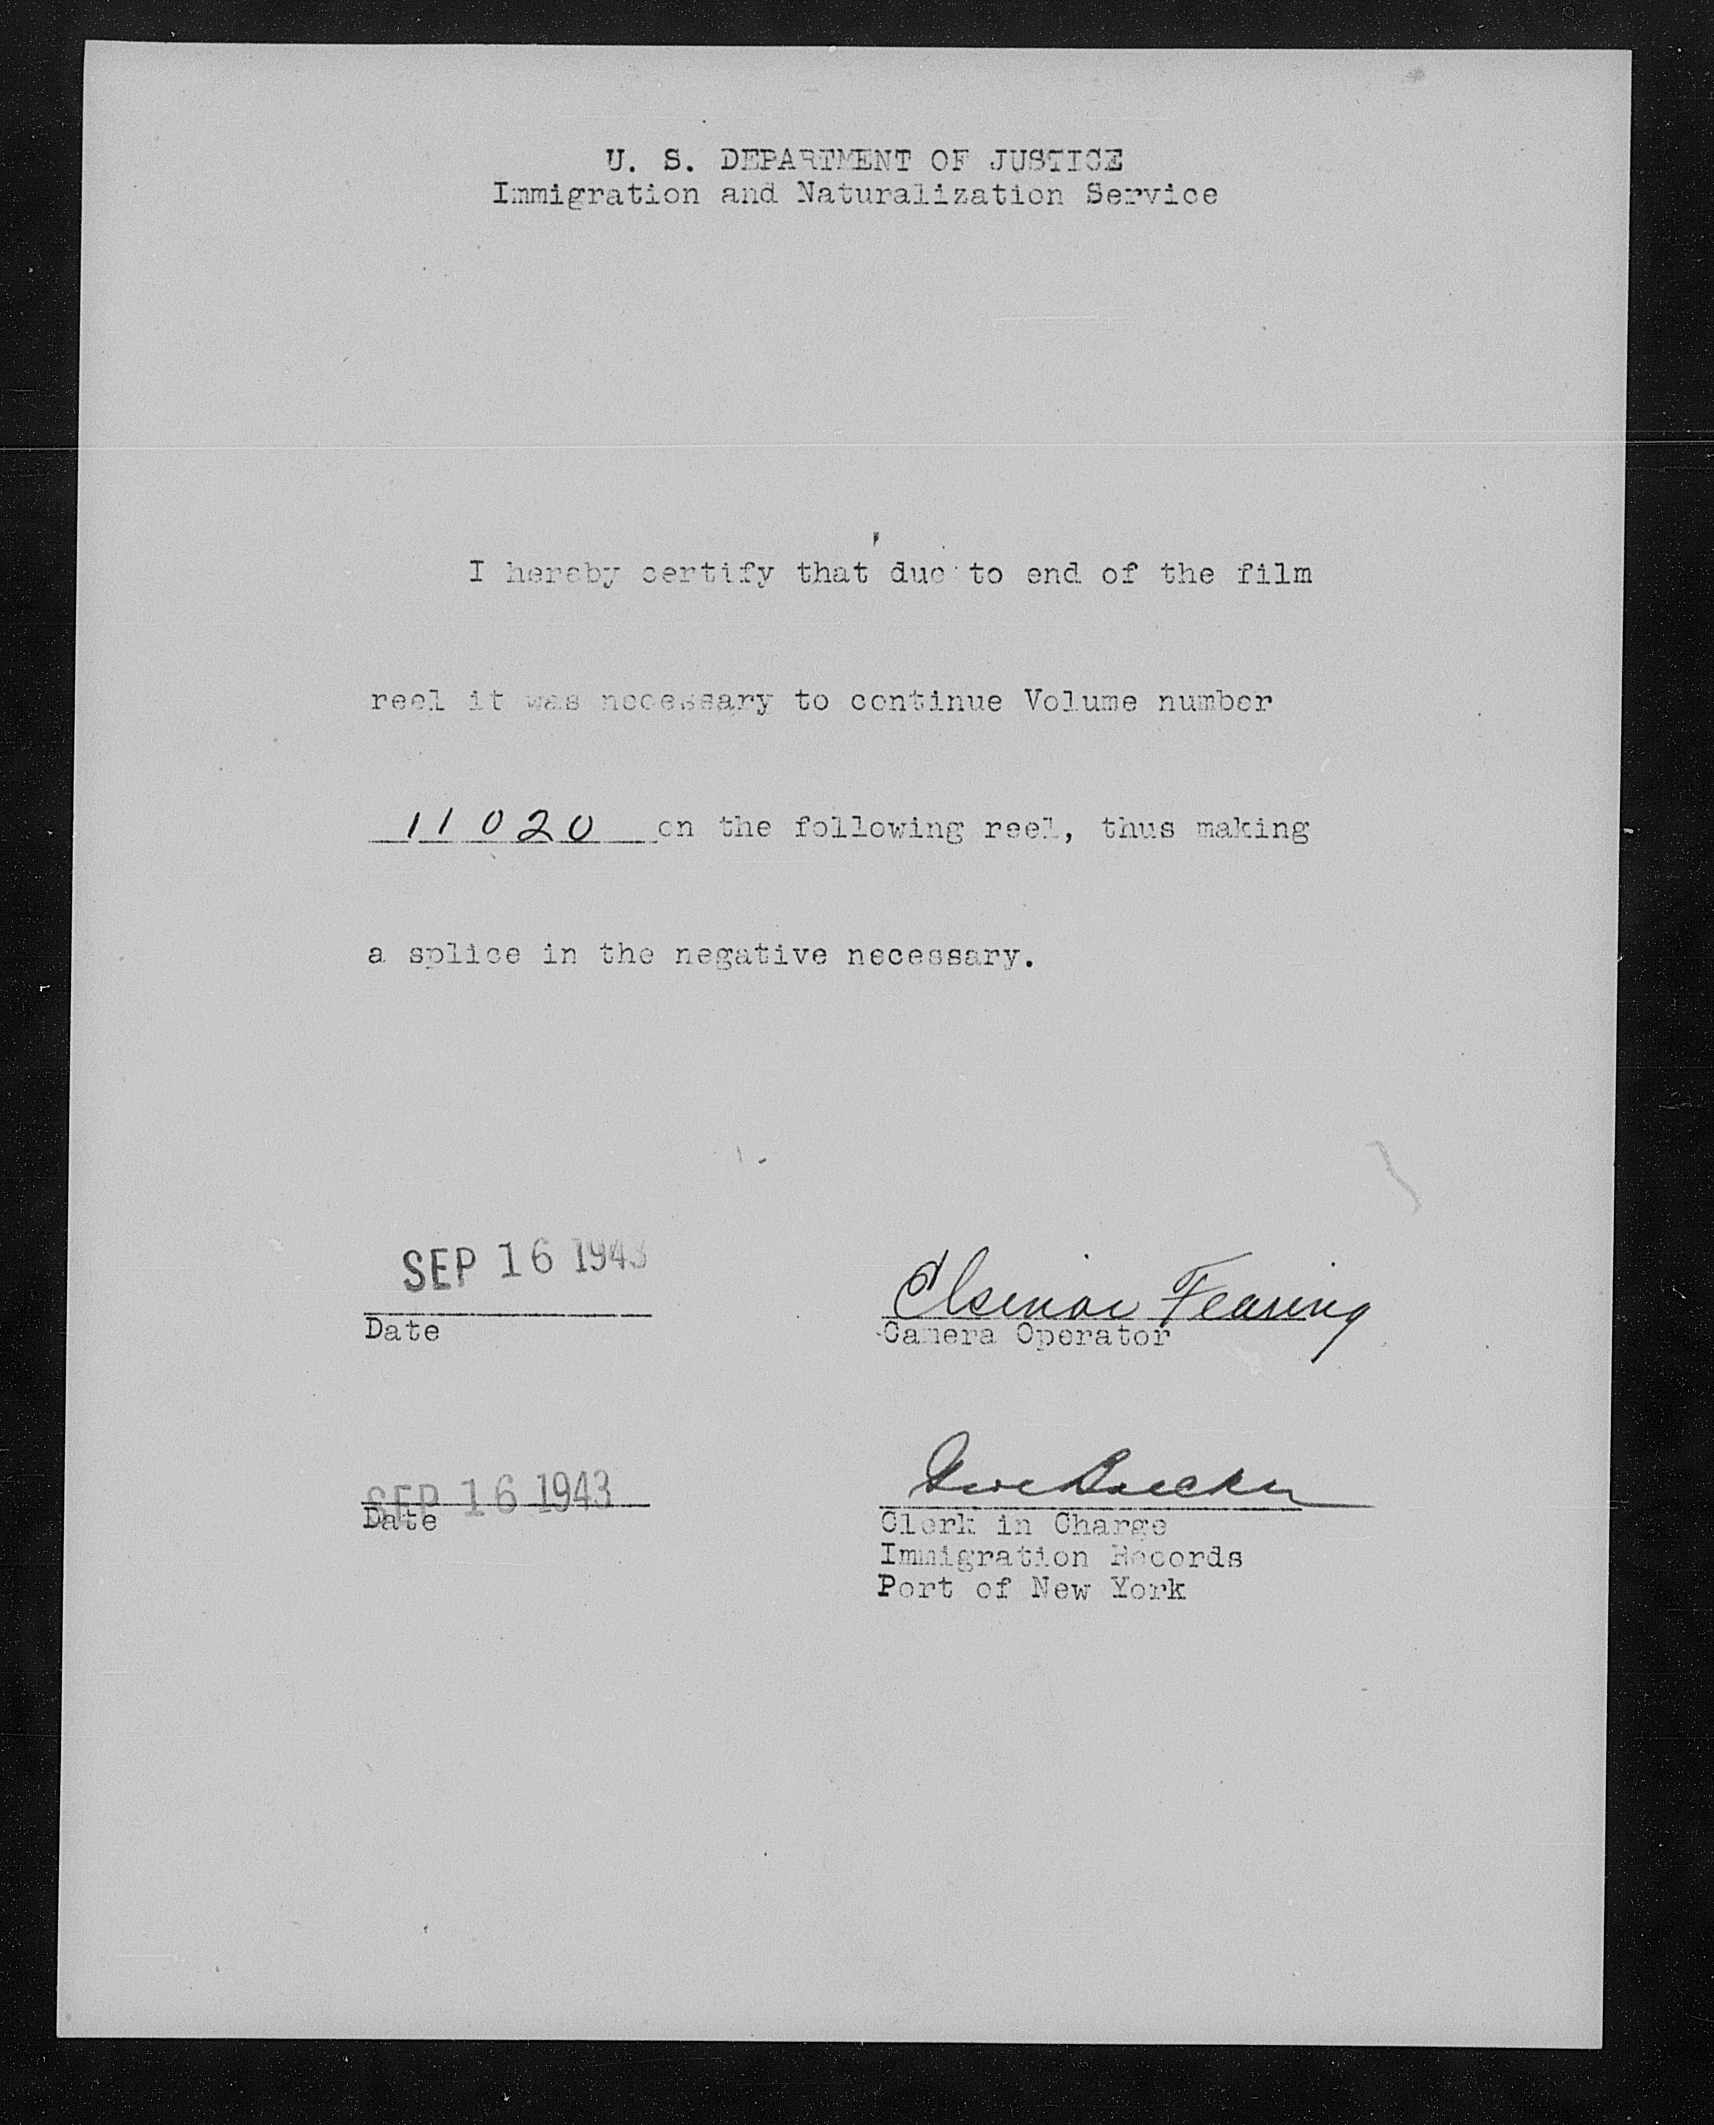 U. S. DEPARTMENT OF JUSTICE
Immigration and Naturalization Service
I hereby certify that due to end of the film
reel it was necessary to continue Volume number
11020 on the following reel, thus making
a splice in the negative necessary.
SEP 16 1943
Date
Fearing
Camera Operator
SEP 16 1943
Date
Clerk in Charge
Immigration Records
Port of New York